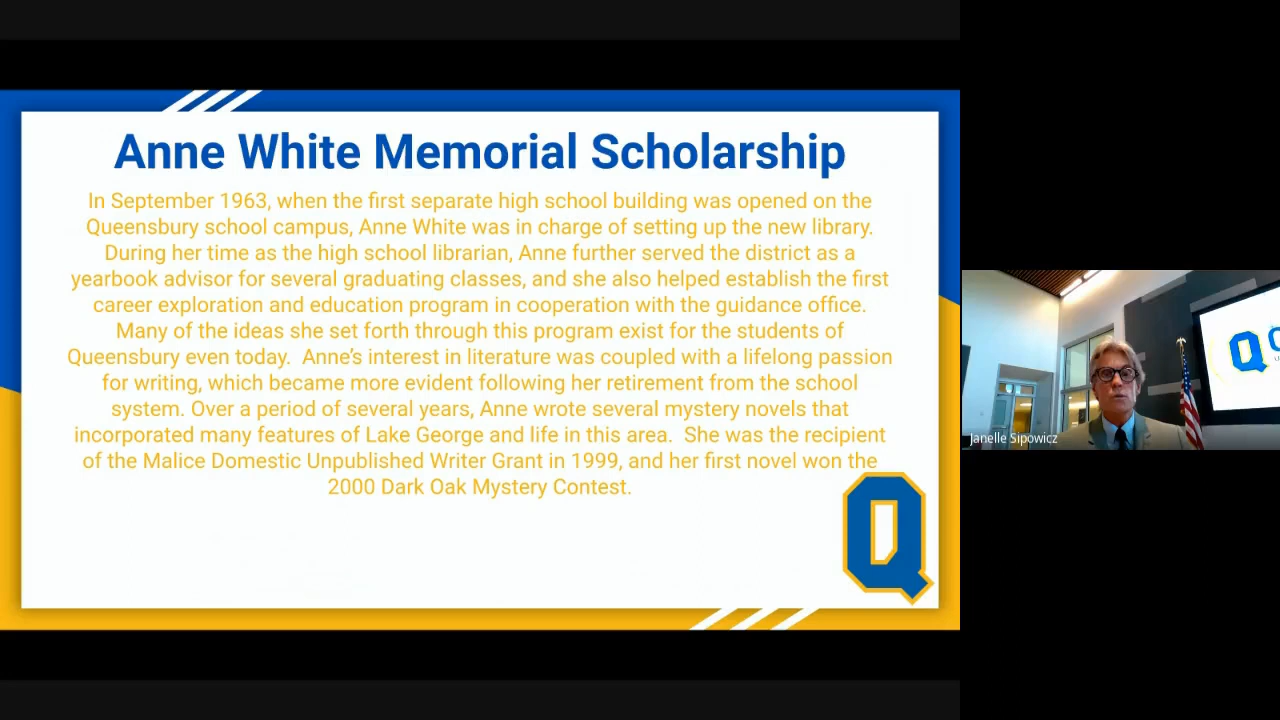 Anne White Memorial Scholarship
In September 1963, when the first separate high school building was opened on the
Queensbury school campus, Anne White was in charge of setting up the new library.
During her time as the high school librarian, Anne further served the district as a
yearbook advisor for several graduating classes, and she also helped establish the first
career exploration and education program in cooperation with the guidance office.
Many of the ideas she set forth through this program exist for the students of
Queensbury even today.  Anne’s interest in literature was coupled with a lifelong passion
for writing, which became more evident following her retirement from the school
system. Over a period of several years, Anne wrote several mystery novels that
incorporated many features of Lake George and life in this area.  She was the recipient
of the Malice Domestic Unpublished Writer Grant in 1999, and her first novel won the
2000 Dark Oak Mystery Contest.
Q
Q
Janelle Sipowicz